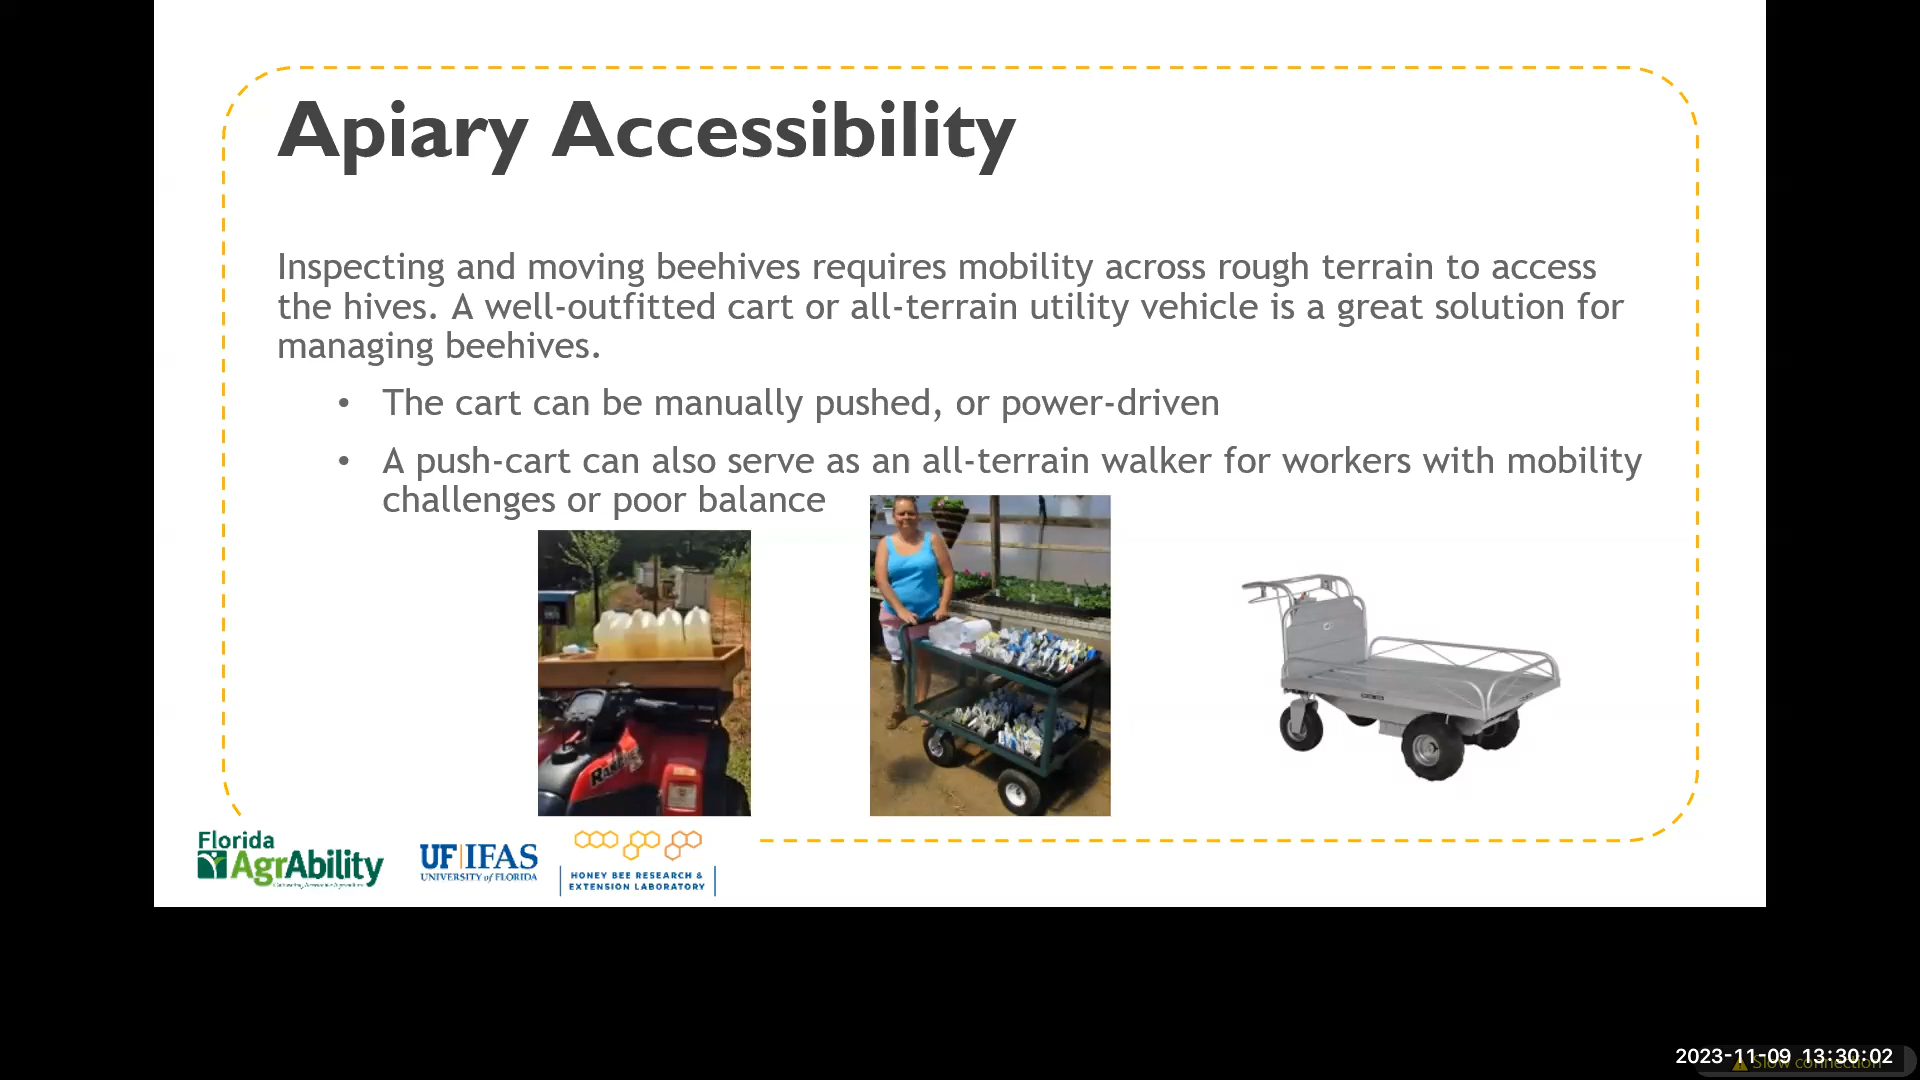 Apiary Accessibility
Inspecting and moving beehives requires mobility across rough terrain to access
the hives. A well-outfitted cart or all-terrain utility vehicle is a great solution for
managing beehives.
• The cart can be manually pushed, or power-driven
• A push-cart can also serve as an all-terrain walker for workers with mobility
challenges or poor balance
Florida
AgrAbility
UF|IFAS
UNIVERSITY of FLORIDA
HONEY BEE RESEARCH &
EXTENSION LABORATORY
2023-11-09 13:30:02
Slow connection